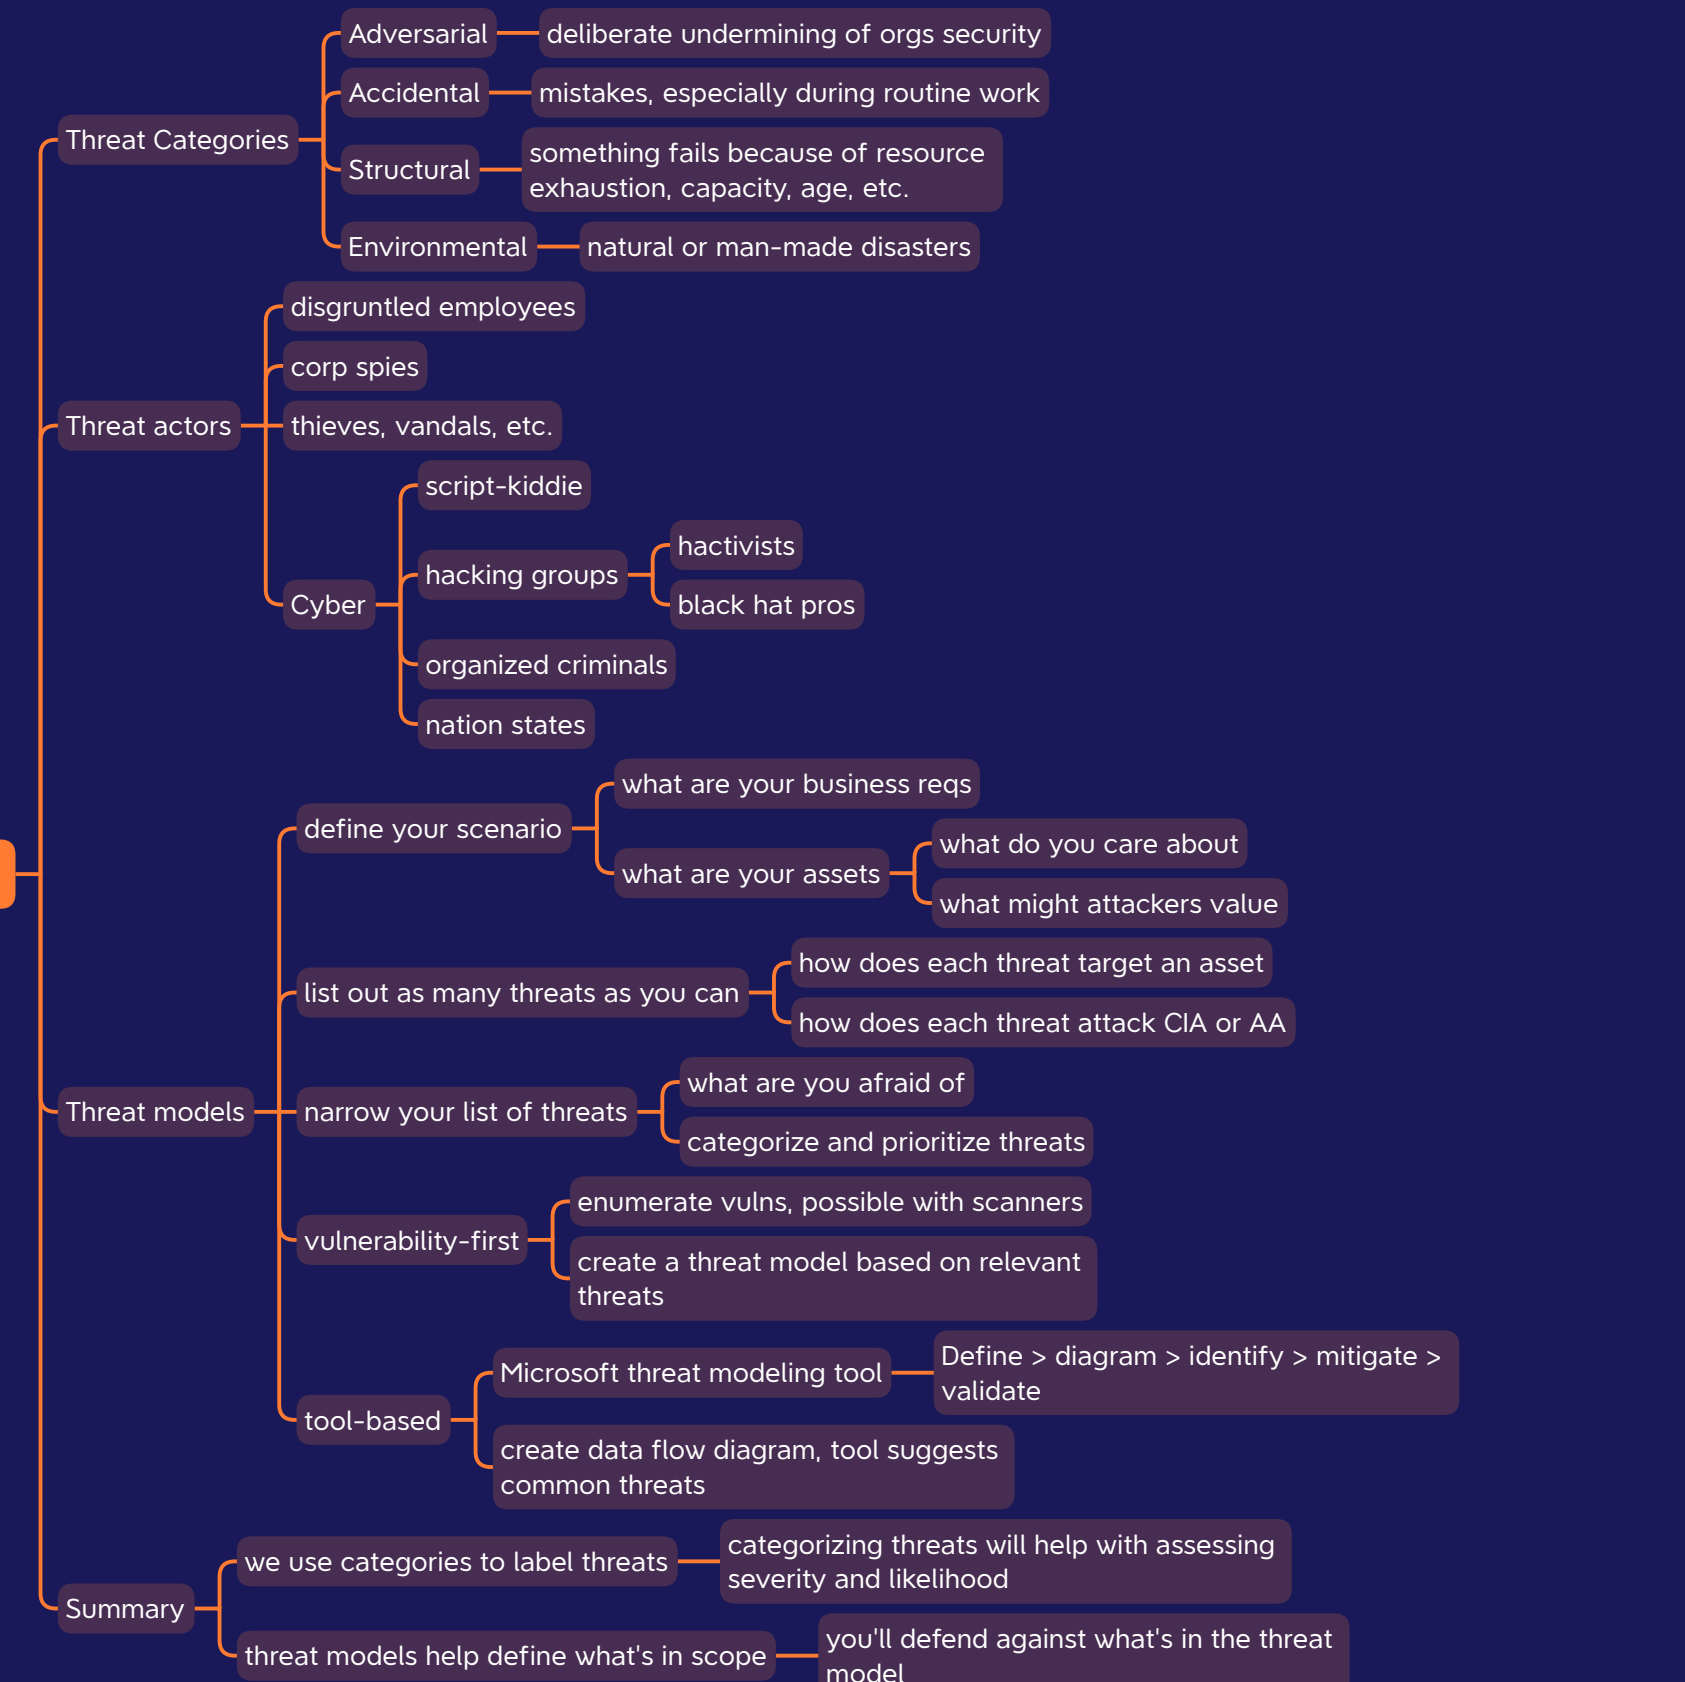 Threat Categories
Adversarial
deliberate undermining of orgs security
Accidental
mistakes, especially during routine work
Structural
something fails because of resource
exhaustion, capacity, age, etc.
Environmental
natural or man-made disasters
Threat actors
disgruntled employees
corp spies
thieves, vandals, etc.
Cyber
script-kiddie
hacking groups
hactivists
black hat pros
organized criminals
nation states
Threat models
define your scenario
what are your business reqs
what are your assets
what do you care about
what might attackers value
list out as many threats as you can
how does each threat target an asset
how does each threat attack CIA or AA
narrow your list of threats
what are you afraid of
categorize and prioritize threats
vulnerability-first
enumerate vulns, possible with scanners
create a threat model based on relevant
threats
tool-based
Microsoft threat modeling tool
Define > diagram > identify > mitigate >
validate
create data flow diagram, tool suggests
common threats
Summary
we use categories to label threats
categorizing threats will help with assessing
severity and likelihood
threat models help define what's in scope
you'll defend against what's in the threat
model